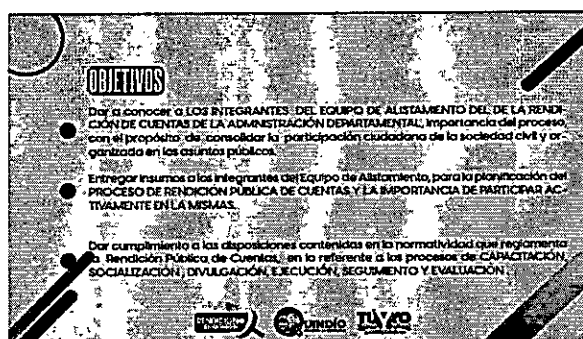 OBJETIVOS
Dar a conocer a LOS INTEGRANTES DEL EQUIPO DE ALISTAMIENTO DEL DE LA RENDI-
CIÓN DE CUENTAS DE LA ADMINISTRACIÓN DEPARTAMENTAL, importancia del proceso,
con el propósito de consolidar la participación ciudadana de la sociedad civil y or-
ganizada en los asuntos públicos.
Entregar insumos a los integrantes del Equipo de Alistamiento, para la planificación del
PROCESO DE RENDICIÓN PÚBLICA DE CUENTAS Y LA IMPORTANCIA DE PARTICIPAR AC-
TIVAMENTE EN LA MISMAS.
Dar cumplimiento a las disposiciones contenidas en la normatividad que reglamenta
la Rendición Pública de Cuentas, en lo referente a los procesos de CAPACITACIÓN,
SOCIALIZACIÓN, DIVULGACIÓN, EJECUCIÓN, SEGUIMIENTO Y EVALUACIÓN.
QUINDÍO TÚ Y YO